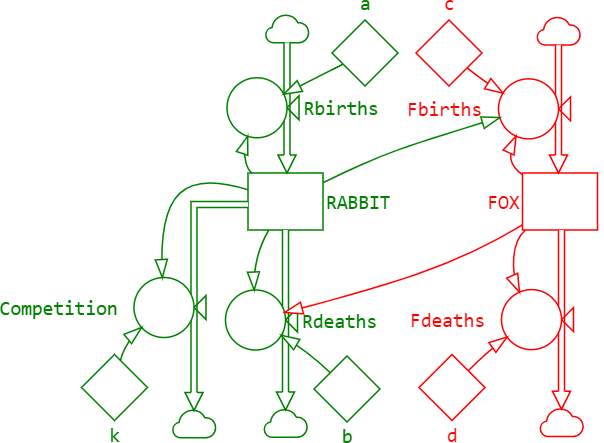 a
c
Rbirths
Fbirths
RABBIT
FOX
Competition
Rdeaths
Fdeaths
k
b
d